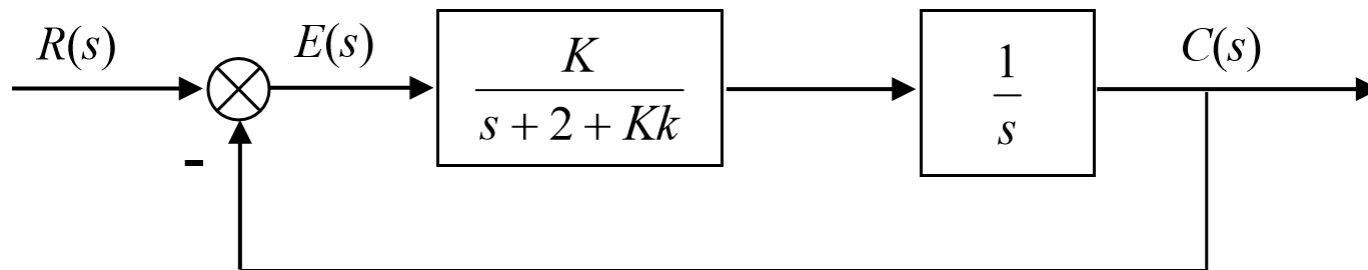 R(s)
E(s)
K
s + 2 + Kk
1
s
C(s)
-